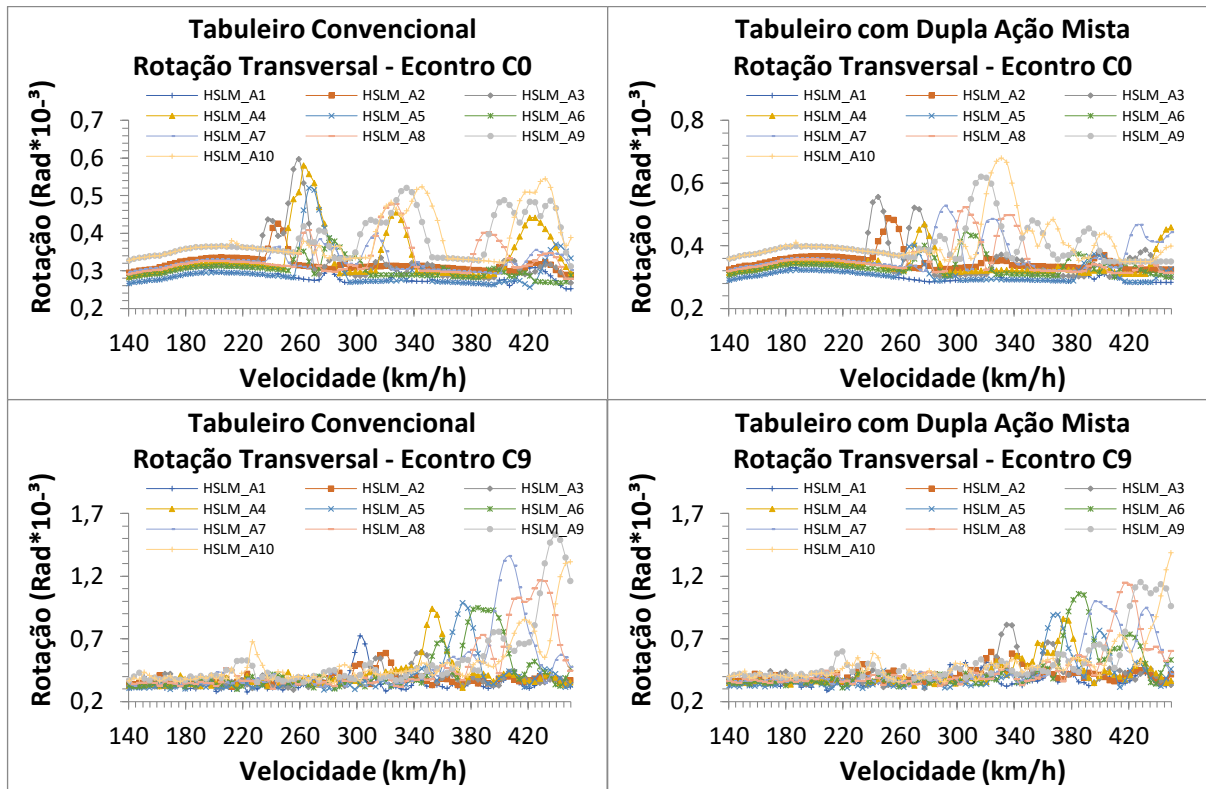 Tabuleiro Convencional
Rotação Transversal - Econtro C0
HSLM_A1 HSLM_A2 HSLM_A3
HSLM_A4 HSLM_A5 HSLM_A6
HSLM_A7 HSLM_A8 HSLM_A9
HSLM_A10
Rotação (Rad*10-³)
0,7
0,6
0,5
0,4
0,3
0,2
140 180 220 260 300 340 380 420
Velocidade (km/h)
Tabuleiro com Dupla Ação Mista
Rotação Transversal - Econtro C0
HSLM_A1 HSLM_A2 HSLM_A3
HSLM_A4 HSLM_A5 HSLM_A6
HSLM_A7 HSLM_A8 HSLM_A9
HSLM_A10
Rotação (Rad*10-³)
0,8
0,6
0,4
0,2
140 180 220 260 300 340 380 420
Velocidade (km/h)
Tabuleiro Convencional
Rotação Transversal - Econtro C9
HSLM_A1 HSLM_A2 HSLM_A3
HSLM_A4 HSLM_A5 HSLM_A6
HSLM_A7 HSLM_A8 HSLM_A9
HSLM_A10
Rotação (Rad*10-³)
1,7
1,2
0,7
0,2
140 180 220 260 300 340 380 420
Velocidade (km/h)
Tabuleiro com Dupla Ação Mista
Rotação Transversal - Econtro C9
HSLM_A1 HSLM_A2 HSLM_A3
HSLM_A4 HSLM_A5 HSLM_A6
HSLM_A7 HSLM_A8 HSLM_A9
HSLM_A10
Rotação (Rad*10-³)
1,7
1,2
0,7
0,2
140 180 220 260 300 340 380 420
Velocidade (km/h)